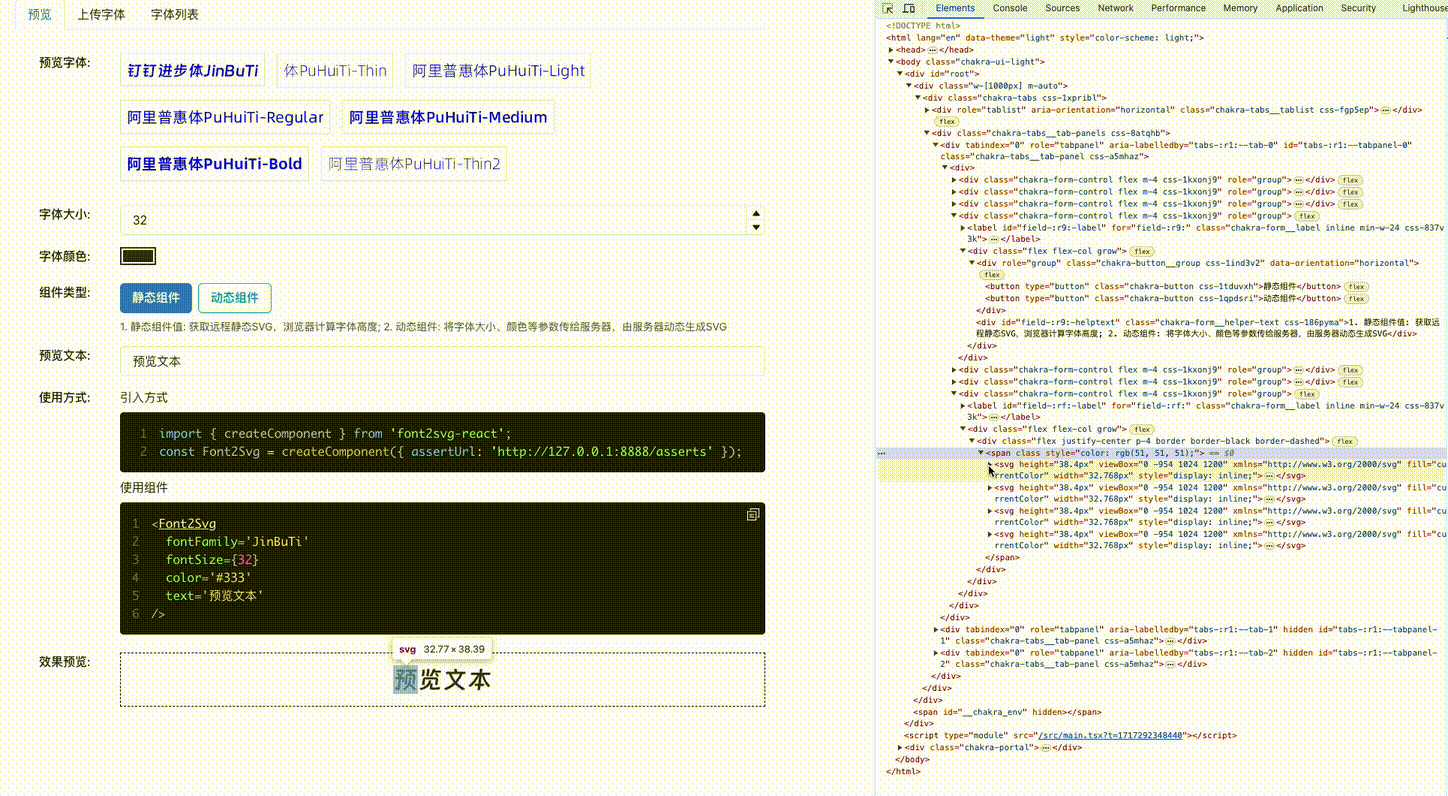 预览 上传字体 字体列表
预览字体: 钉钉进步体JinBuTi 体PuHuiTi-Thin 阿里普惠体PuHuiTi-Light
阿里普惠体PuHuiTi-Regular 阿里普惠体PuHuiTi-Medium
阿里普惠体PuHuiTi-Bold 阿里普惠体PuHuiTi-Thin2
字体大小: 32
字体颜色:
组件类型: 静态组件 动态组件
1. 静态组件值: 获取远程静态SVG，浏览器计算字体高度; 2. 动态组件: 将字体大小、颜色等参数传给服务器，由服务器动态生成SVG
预览文本: 预览文本
使用方式: 引入方式
1 import { createComponent } from 'font2svg-react';
2 const Font2Svg = createComponent({ assertUrl: 'http://127.0.0.1:8888/asserts' });
使用组件
1 <Font2Svg
2 fontFamily='JinBuTi'
3 fontSize={32}
4 color='#333'
5 text='预览文本'
6 />
svg 32.77 × 38.39
效果预览: 预览文本
Elements Console Sources Network Performance Memory Application Security Lighthouse
<!DOCTYPE html>
<html lang="en" data-theme="light" style="color-scheme: light;">
<head>⋯</head>
<body class="chakra-ui-light">
<div id="root">
<div class="w-[1000px] m-auto">
<div class="chakra-tabs css-1xpribl">
<div role="tablist" aria-orientation="horizontal" class="chakra-tabs__tablist css-fgp5ep">⋯</div>
flex
<div class="chakra-tabs__tab-panels css-8atqhb">
<div tabindex="0" role="tabpanel" aria-labelledby="tabs-:r1:--tab-0" id="tabs-:r1:--tabpanel-0"
class="chakra-tabs__tab-panel css-a5mhaz">
<div>
<div class="chakra-form-control flex m-4 css-1kxonj9" role="group">⋯</div> flex
<div class="chakra-form-control flex m-4 css-1kxonj9" role="group">⋯</div> flex
<div class="chakra-form-control flex m-4 css-1kxonj9" role="group">⋯</div> flex
<div class="chakra-form-control flex m-4 css-1kxonj9" role="group"> flex
<label id="field-:r9:-label" for="field-:r9:" class="chakra-form__label inline min-w-24 css-837v
3k">⋯</label>
<div class="flex flex-col grow"> flex
<div role="group" class="chakra-button__group css-1ind3v2" data-orientation="horizontal">
flex
<button type="button" class="chakra-button css-1tduvxh">静态组件</button> flex
<button type="button" class="chakra-button css-1qpdsri">动态组件</button> flex
</div>
<div id="field-:r9:-helptext" class="chakra-form__helper-text css-186pyma">1. 静态组件值: 获取远
程静态SVG，浏览器计算字体高度; 2. 动态组件: 将字体大小、颜色等参数传给服务器，由服务器动态生成SVG</div>
</div>
</div>
<div class="chakra-form-control flex m-4 css-1kxonj9" role="group">⋯</div> flex
<div class="chakra-form-control flex m-4 css-1kxonj9" role="group">⋯</div> flex
<div class="chakra-form-control flex m-4 css-1kxonj9" role="group"> flex
<label id="field-:rf:-label" for="field-:rf:" class="chakra-form__label inline min-w-24 css-837v
3k">⋯</label>
<div class="flex flex-col grow"> flex
<div class="flex justify-center p-4 border border-black border-dashed"> flex
<span class style="color: rgb(51, 51, 51);"> == $0
<svg height="38.4px" viewBox="0 -954 1024 1200" xmlns="http://www.w3.org/2000/svg" fill="cu
rrentColor" width="32.768px" style="display: inline;">⋯</svg>
<svg height="38.4px" viewBox="0 -954 1024 1200" xmlns="http://www.w3.org/2000/svg" fill="cu
rrentColor" width="32.768px" style="display: inline;">⋯</svg>
<svg height="38.4px" viewBox="0 -954 1024 1200" xmlns="http://www.w3.org/2000/svg" fill="cu
rrentColor" width="32.768px" style="display: inline;">⋯</svg>
<svg height="38.4px" viewBox="0 -954 1024 1200" xmlns="http://www.w3.org/2000/svg" fill="cu
rrentColor" width="32.768px" style="display: inline;">⋯</svg>
</span>
</div>
</div>
</div>
</div>
</div>
<div tabindex="0" role="tabpanel" aria-labelledby="tabs-:r1:--tab-1" hidden id="tabs-:r1:--tabpanel-
1" class="chakra-tabs__tab-panel css-a5mhaz">⋯</div>
<div tabindex="0" role="tabpanel" aria-labelledby="tabs-:r1:--tab-2" hidden id="tabs-:r1:--tabpanel-
2" class="chakra-tabs__tab-panel css-a5mhaz">⋯</div>
</div>
</div>
</div>
<span id="__chakra_env" hidden></span>
</div>
<script type="module" src="/src/main.tsx?t=1717292348440"></script>
<div class="chakra-portal">⋯</div>
</body>
</html>